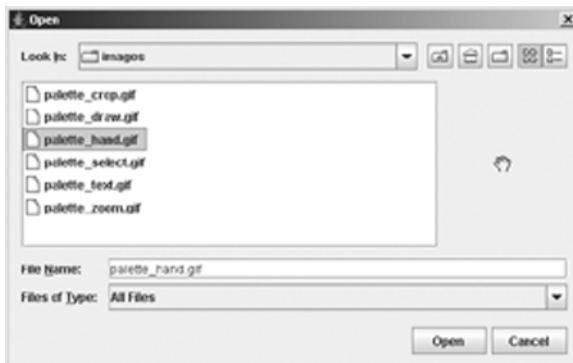 Open
Look In: images
palette_crop.gif
palette_draw.gif
palette_hand.gif
palette_select.gif
palette_text.gif
palette_zoom.gif
File Name: palette_hand.gif
Files of Type: All Files
Open Cancel